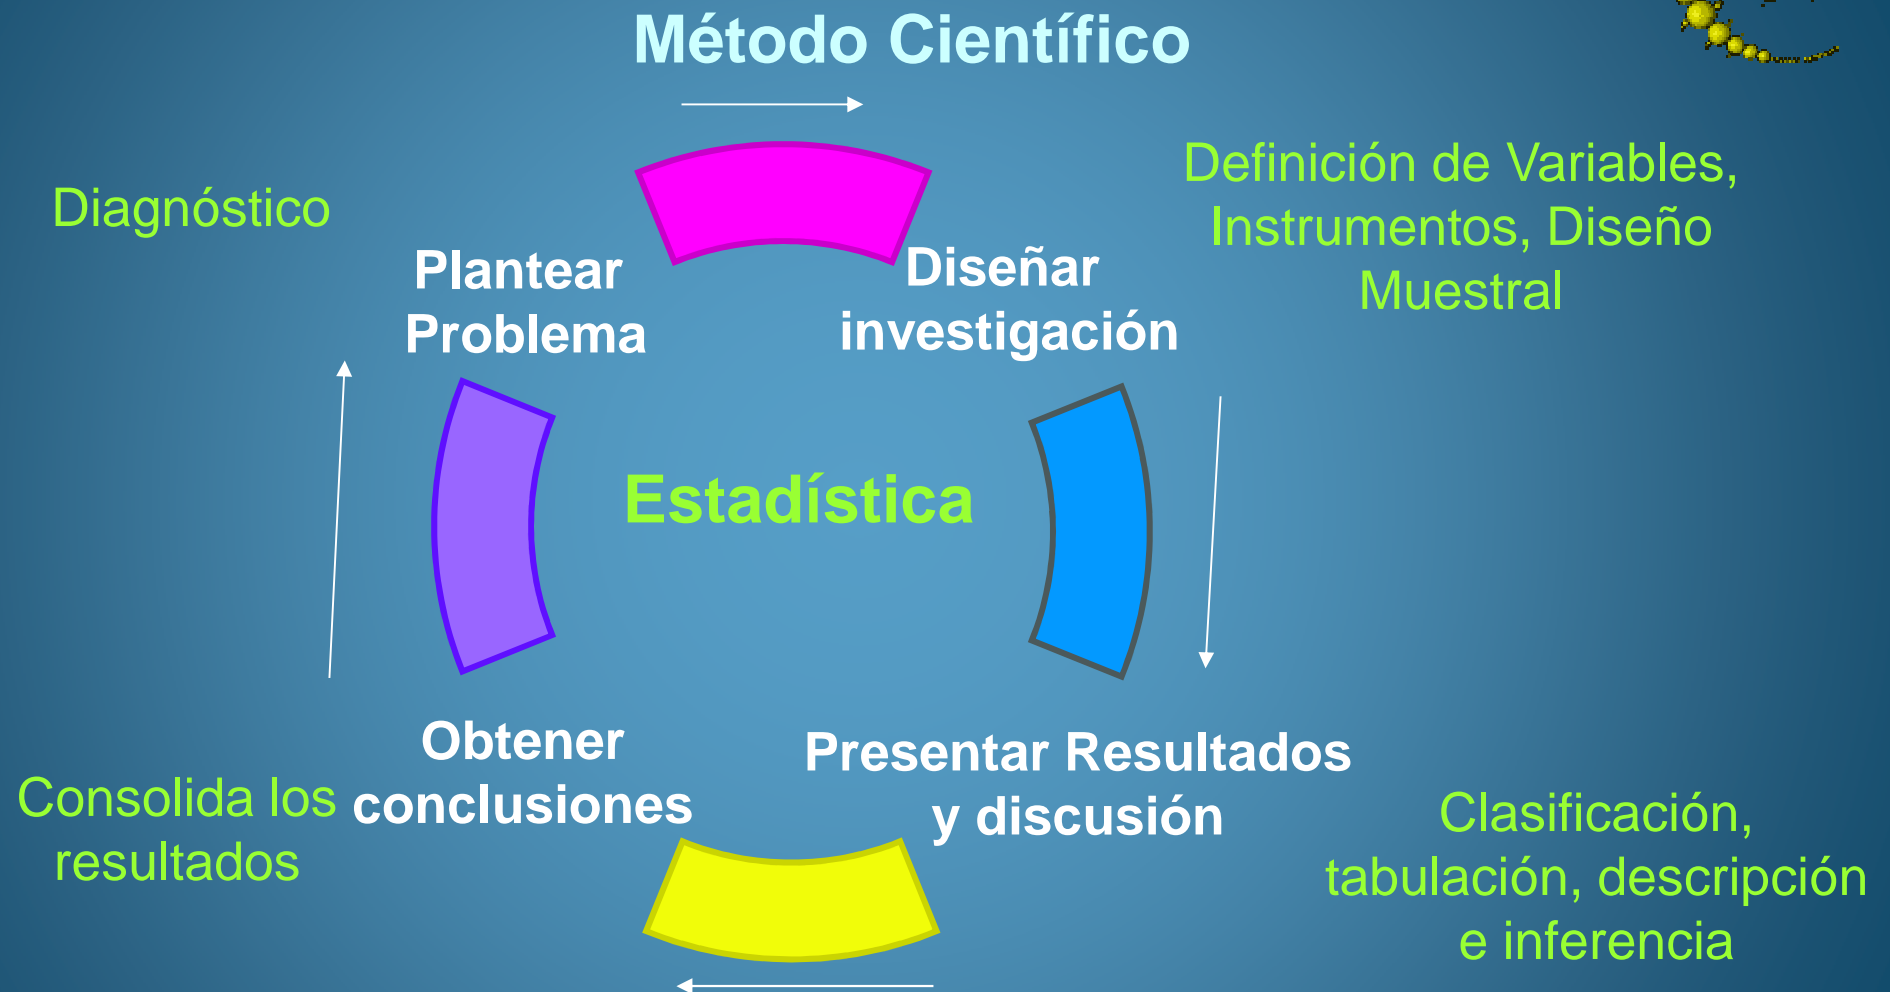 Método Científico
Diagnóstico
Definición de Variables,
Instrumentos, Diseño
Muestral
Plantear
Problema
Diseñar
investigación
Estadística
Obtener
conclusiones
Presentar Resultados
y discusión
Consolida los
resultados
Clasificación,
tabulación, descripción
e inferencia